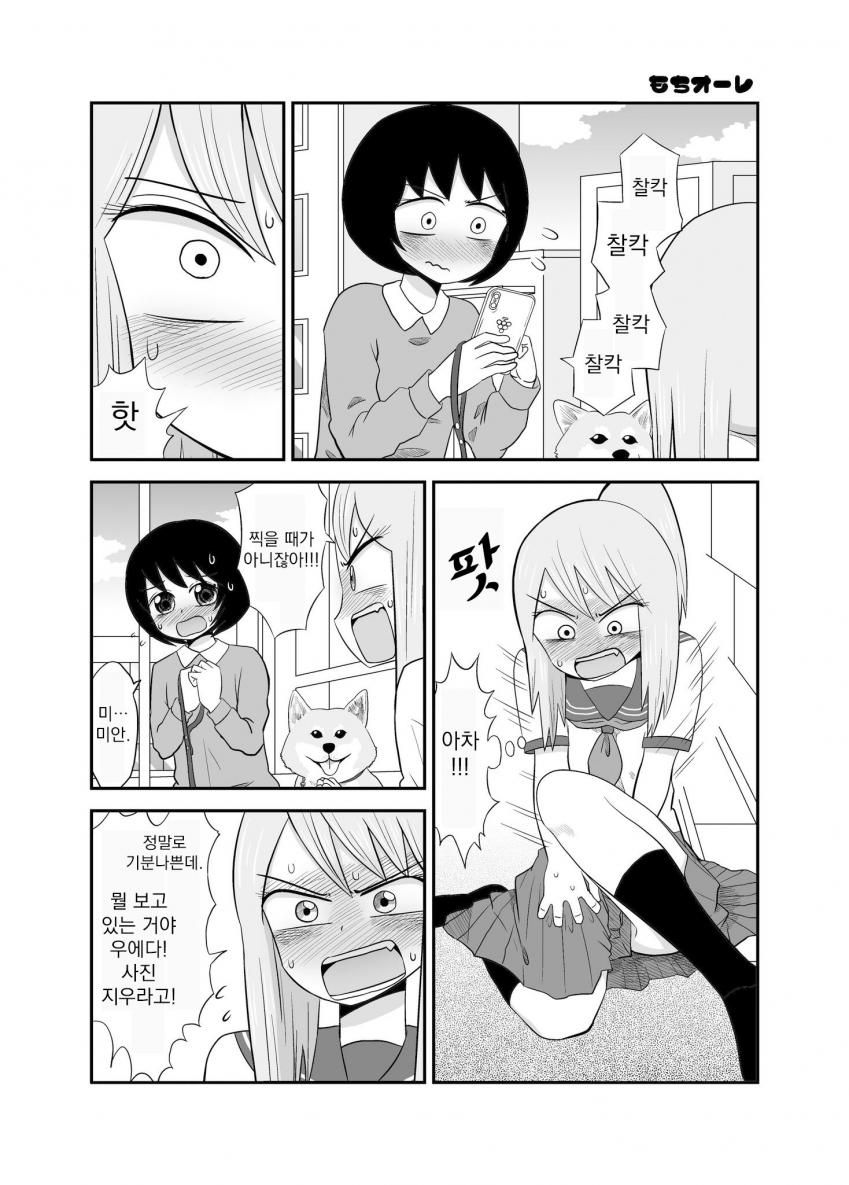 もちオーレ
찰칵
찰칵
찰칵
찰칵
핫
팟
아차
!!!
찍을 때가
아니잖아!!!
미…
미안.
정말로
기분나쁜데.
뭘 보고
있는 거야
우에다!
사진
지우라고!